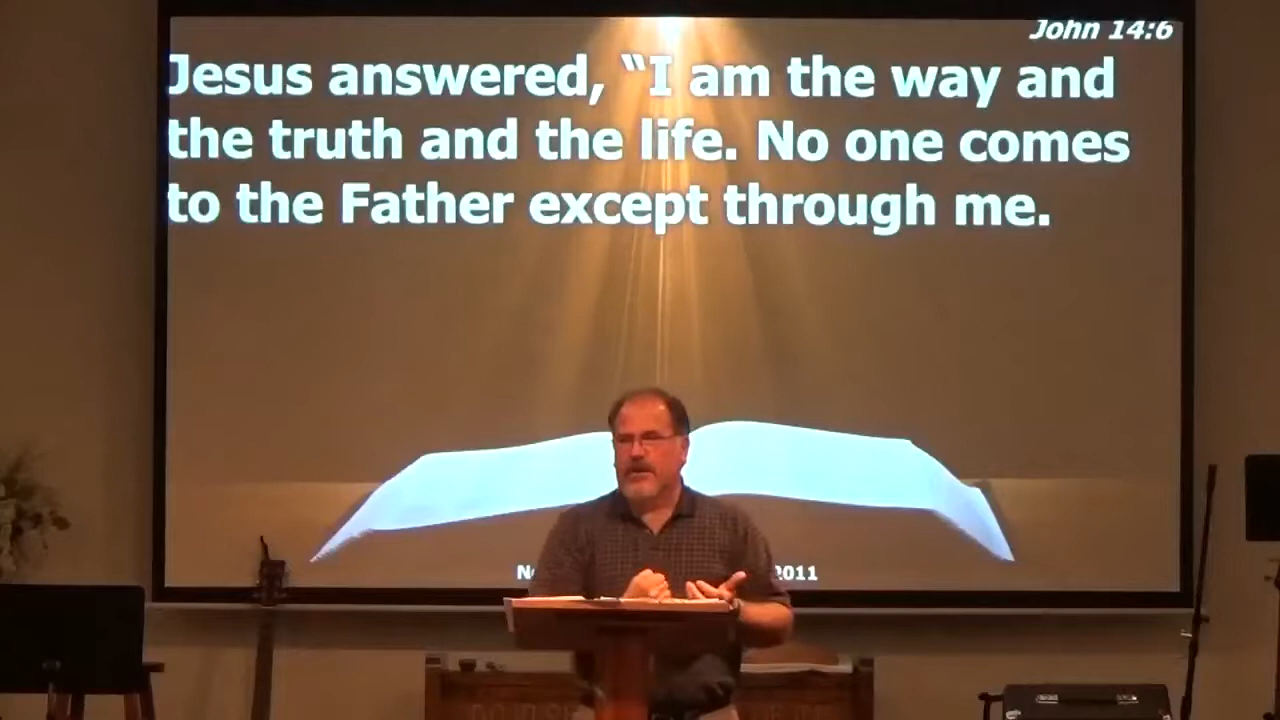 John 14:6
Jesus answered, “I am the way and
the truth and the life. No one comes
to the Father except through me.
2011